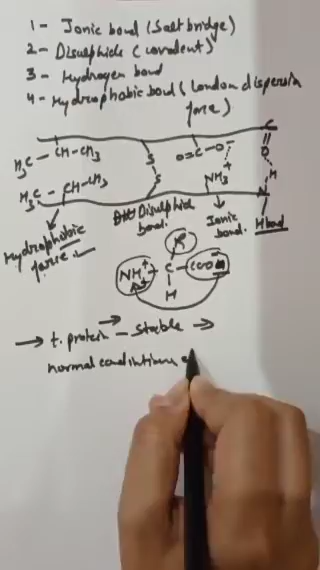 1- Ionic bond (Salt bridge)
2- Disulphide (covalent)
3- Hydrogen bond
4- Hydrophobic bond (London dispersion
force)
H₃C - CH-CH₃
S
S
O=C-O-
C
O
H
N
H₃C - CH-CH₃
+
NH₃
Disulphide
bond.
Ionic
bond.
H bond
Hydrophobic
force
R
NH₃⁺ C COO
H
→ t. protein - stable →
normal conditions